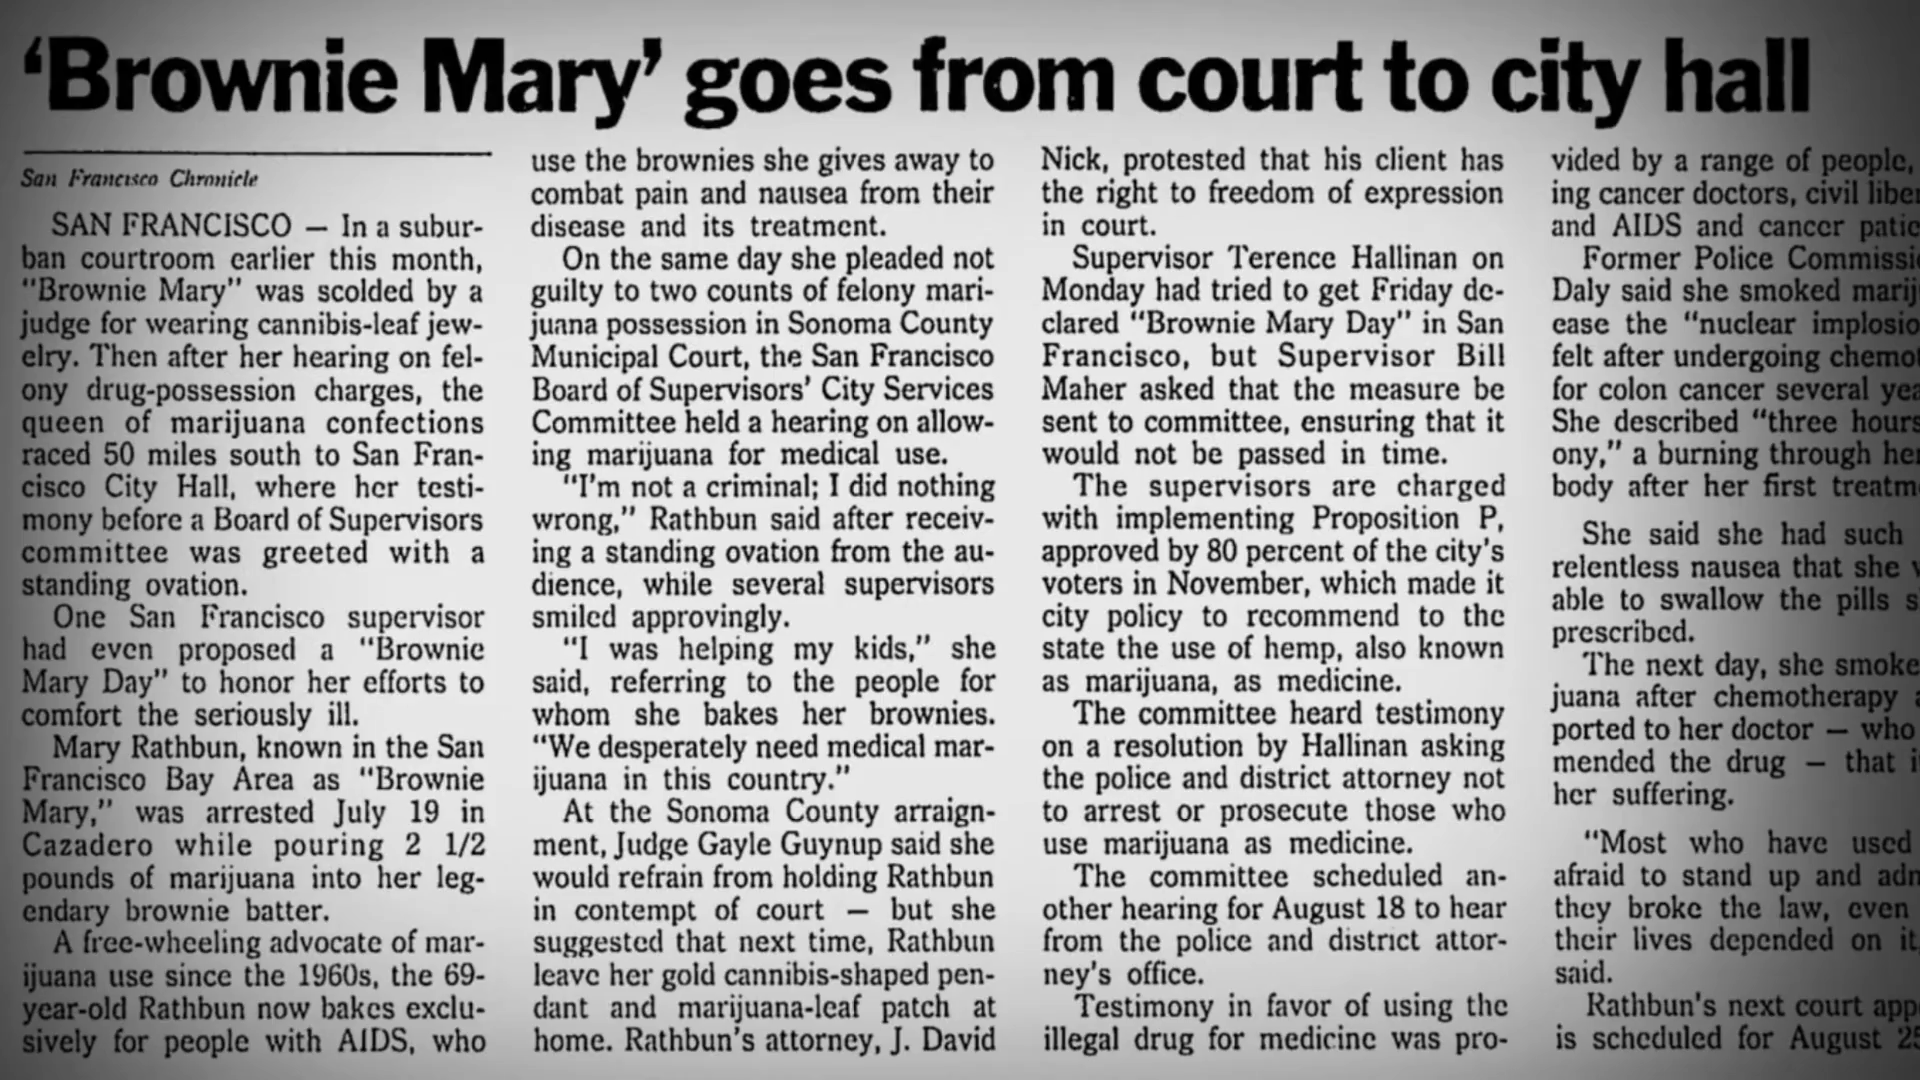 ‘Brownie Mary’ goes from court to city hall
San Francisco Chronicle
SAN FRANCISCO — In a subur-
ban courtroom earlier this month,
"Brownie Mary" was scolded by a
judge for wearing cannibis-leaf jew-
elry. Then after her hearing on fel-
ony drug-possession charges, the
queen of marijuana confections
raced 50 miles south to San Fran-
cisco City Hall, where her testi-
mony before a Board of Supervisors
committee was greeted with a
standing ovation.
One San Francisco supervisor
had even proposed a "Brownie
Mary Day" to honor her efforts to
comfort the seriously ill.
Mary Rathbun, known in the San
Francisco Bay Area as "Brownie
Mary," was arrested July 19 in
Cazadero while pouring 2 1/2
pounds of marijuana into her leg-
endary brownie batter.
A free-wheeling advocate of mar-
ijuana use since the 1960s, the 69-
year-old Rathbun now bakes exclu-
sively for people with AIDS, who
use the brownies she gives away to
combat pain and nausea from their
disease and its treatment.
On the same day she pleaded not
guilty to two counts of felony mari-
juana possession in Sonoma County
Municipal Court, the San Francisco
Board of Supervisors' City Services
Committee held a hearing on allow-
ing marijuana for medical use.
"I'm not a criminal; I did nothing
wrong," Rathbun said after receiv-
ing a standing ovation from the au-
dience, while several supervisors
smiled approvingly.
"I was helping my kids," she
said, referring to the people for
whom she bakes her brownies.
"We desperately need medical mar-
ijuana in this country."
At the Sonoma County arraign-
ment, Judge Gayle Guynup said she
would refrain from holding Rathbun
in contempt of court — but she
suggested that next time, Rathbun
leave her gold cannibis-shaped pen-
dant and marijuana-leaf patch at
home. Rathbun's attorney, J. David
Nick, protested that his client has
the right to freedom of expression
in court.
Supervisor Terence Hallinan on
Monday had tried to get Friday de-
clared "Brownie Mary Day" in San
Francisco, but Supervisor Bill
Maher asked that the measure be
sent to committee, ensuring that it
would not be passed in time.
The supervisors are charged
with implementing Proposition P,
approved by 80 percent of the city's
voters in November, which made it
city policy to recommend to the
state the use of hemp, also known
as marijuana, as medicine.
The committee heard testimony
on a resolution by Hallinan asking
the police and district attorney not
to arrest or prosecute those who
use marijuana as medicine.
The committee scheduled an-
other hearing for August 18 to hear
from the police and district attor-
ney's office.
Testimony in favor of using the
illegal drug for medicine was pro-
vided by a range of people,
ing cancer doctors, civil
and AIDS and cancer
Former Police
Daly said she smoked
ease the "nuclear
felt after undergoing
for colon cancer several
She described "three hours
ony," a burning through
body after her first
She said she had such
relentless nausea that she
able to swallow the pills
prescribed.
The next day, she
juana after chemotherapy
ported to her doctor — who
mended the drug — that
her suffering.
"Most who have used
afraid to stand up and
they broke the law, even
their lives depended on
said.
Rathbun's next court
is scheduled for August